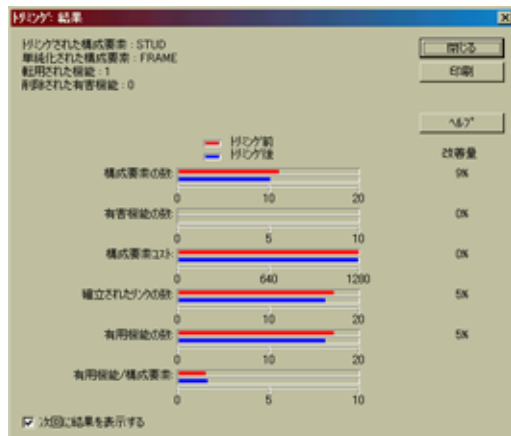 トリミング: 結果
トリミングされた構成要素 : STUD
単純化された構成要素 : FRAME
転用された機能 : 1
削除された有害機能 : 0
閉じる
印刷
ヘルプ
トリミング前
トリミング後
改善量
構成要素の数: 9%
0 10 20
有害機能の数: 0%
0 5 10
構成要素コスト: 0%
0 640 1280
確立されたリンクの数: 5%
0 10 20
有用機能の数: 5%
0 10 20
有用機能/構成要素:
0 5 10
次回に結果を表示する